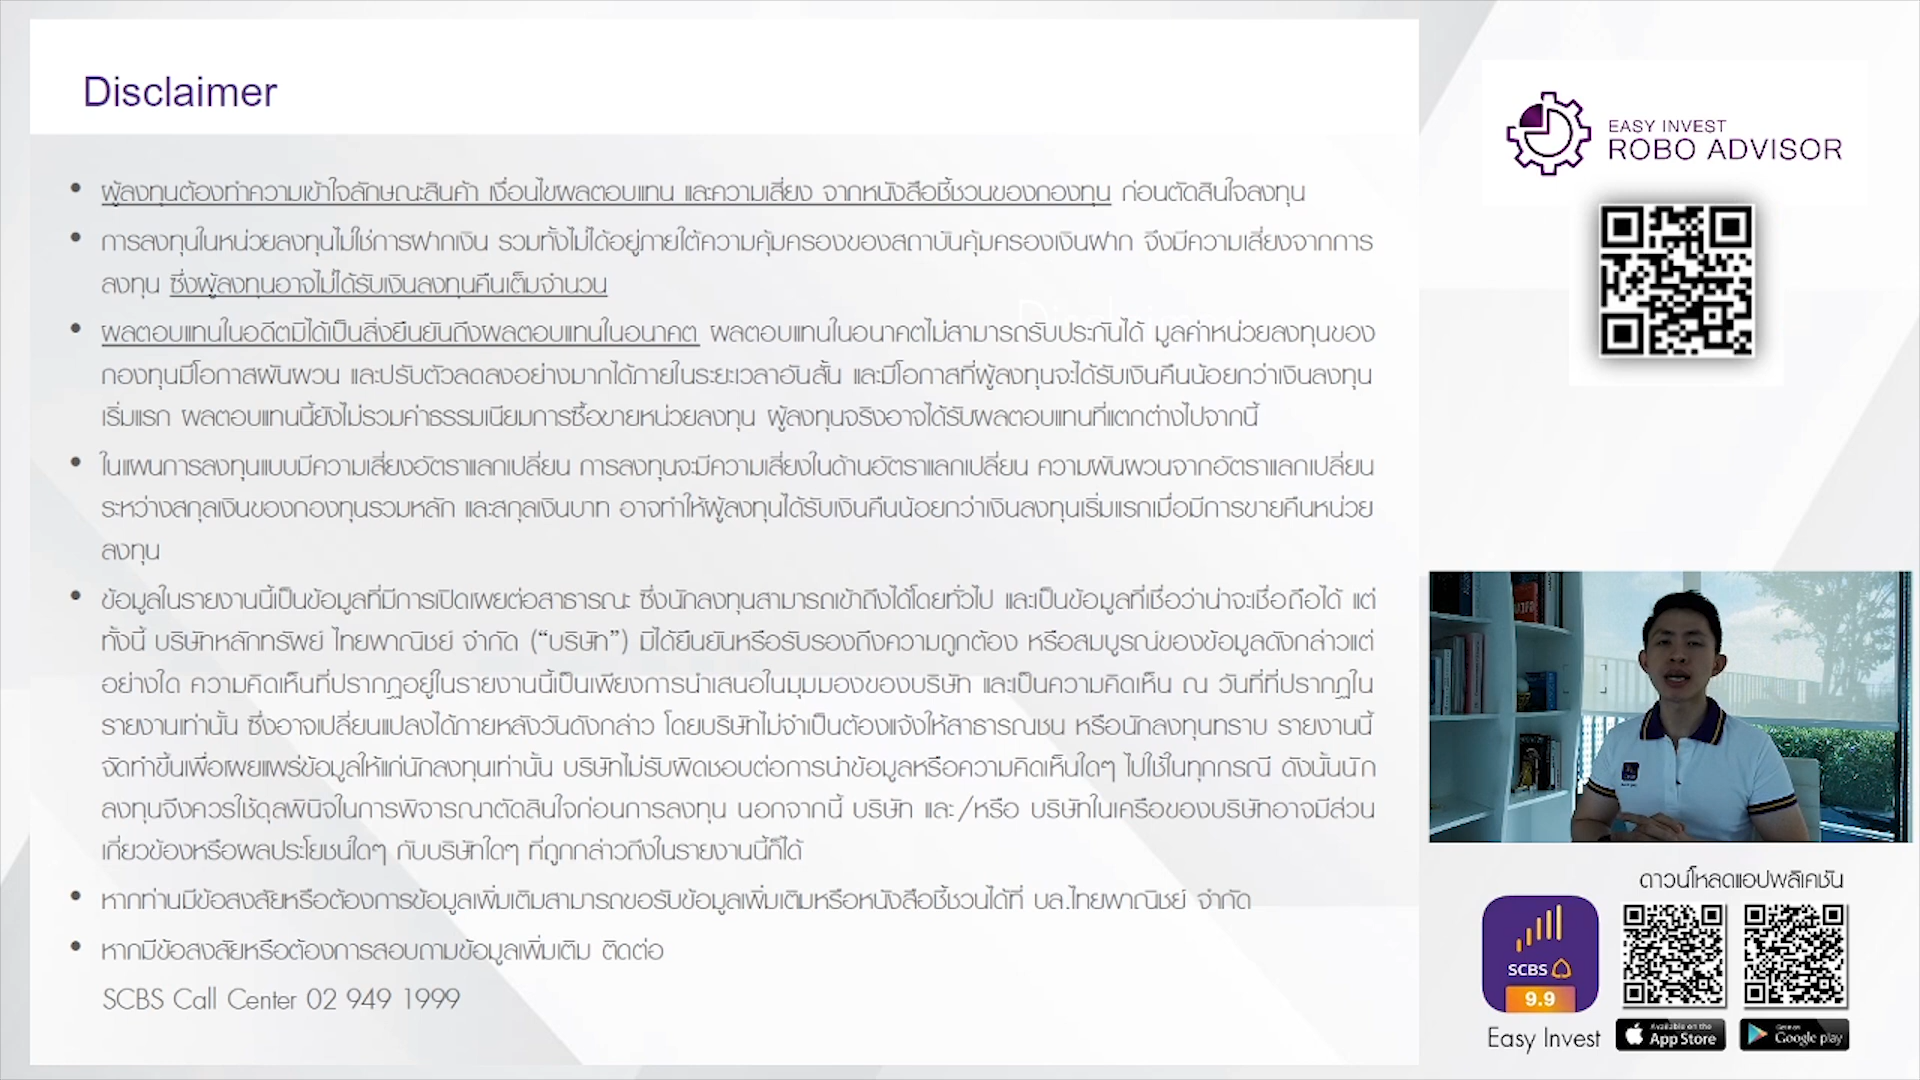 Disclaimer
• ผู้ลงทุนต้องทำความเข้าใจลักษณะสินค้า เงื่อนไขผลตอบแทน และความเสี่ยง จากหนังสือชี้ชวนของกองทุน ก่อนตัดสินใจลงทุน
• การลงทุนในหน่วยลงทุนไม่ใช่การฝากเงิน รวมทั้งไม่ได้อยู่ภายใต้ความคุ้มครองของสถาบันคุ้มครองเงินฝาก จึงมีความเสี่ยงจากการ
ลงทุน ซึ่งผู้ลงทุนอาจไม่ได้รับเงินลงทุนคืนเต็มจำนวน
• ผลตอบแทนในอดีตมิได้เป็นสิ่งยืนยันถึงผลตอบแทนในอนาคต ผลตอบแทนในอนาคตไม่สามารถรับประกันได้ มูลค่าหน่วยลงทุนของ
กองทุนมีโอกาสผันผวน และปรับตัวลดลงอย่างมากได้ภายในระยะเวลาอันสั้น และมีโอกาสที่ผู้ลงทุนจะได้รับเงินคืนน้อยกว่าเงินลงทุน
เริ่มแรก ผลตอบแทนนี้ยังไม่รวมค่าธรรมเนียมการซื้อขายหน่วยลงทุน ผู้ลงทุนจริงอาจได้รับผลตอบแทนที่แตกต่างไปจากนี้
• ในแผนการลงทุนแบบมีความเสี่ยงอัตราแลกเปลี่ยน การลงทุนจะมีความเสี่ยงในด้านอัตราแลกเปลี่ยน ความผันผวนจากอัตราแลกเปลี่ยน
ระหว่างสกุลเงินของกองทุนรวมหลัก และสกุลเงินบาท อาจทำให้ผู้ลงทุนได้รับเงินคืนน้อยกว่าเงินลงทุนเริ่มแรกเมื่อมีการขายคืนหน่วย
ลงทุน
• ข้อมูลในรายงานนี้เป็นข้อมูลที่มีการเปิดเผยต่อสาธารณะ ซึ่งนักลงทุนสามารถเข้าถึงได้โดยทั่วไป และเป็นข้อมูลที่เชื่อว่าน่าจะเชื่อถือได้ แต่
ทั้งนี้ บริษัทหลักทรัพย์ ไทยพาณิชย์ จำกัด (“บริษัท”) มิได้ยืนยันหรือรับรองถึงความถูกต้อง หรือสมบูรณ์ของข้อมูลดังกล่าวแต่
อย่างใด ความคิดเห็นที่ปรากฏอยู่ในรายงานนี้เป็นเพียงการนำเสนอในมุมมองของบริษัท และเป็นความคิดเห็น ณ วันที่ที่ปรากฏใน
รายงานเท่านั้น ซึ่งอาจเปลี่ยนแปลงได้ภายหลังวันดังกล่าว โดยบริษัทไม่จำเป็นต้องแจ้งให้สาธารณชน หรือนักลงทุนทราบ รายงานนี้
จัดทำขึ้นเพื่อเผยแพร่ข้อมูลให้แก่นักลงทุนเท่านั้น บริษัทไม่รับผิดชอบต่อการนำข้อมูลหรือความคิดเห็นใดๆ ไปใช้ในทุกกรณี ดังนั้นนัก
ลงทุนจึงควรใช้ดุลพินิจในการพิจารณาตัดสินใจก่อนการลงทุน นอกจากนี้ บริษัท และ/หรือ บริษัทในเครือของบริษัทอาจมีส่วน
เกี่ยวข้องหรือผลประโยชน์ใดๆ กับบริษัทใดๆ ที่ถูกกล่าวถึงในรายงานนี้ก็ได้
• หากท่านมีข้อสงสัยหรือต้องการข้อมูลเพิ่มเติมสามารถขอรับข้อมูลเพิ่มเติมหรือหนังสือชี้ชวนได้ที่ บล.ไทยพาณิชย์ จำกัด
• หากมีข้อสงสัยหรือต้องการสอบถามข้อมูลเพิ่มเติม ติดต่อ
SCBS Call Center 02 949 1999
EASY INVEST
ROBO ADVISOR
ดาวน์โหลดแอปพลิเคชัน
SCBS
9.9
Easy Invest
Available on the
App Store
Google play